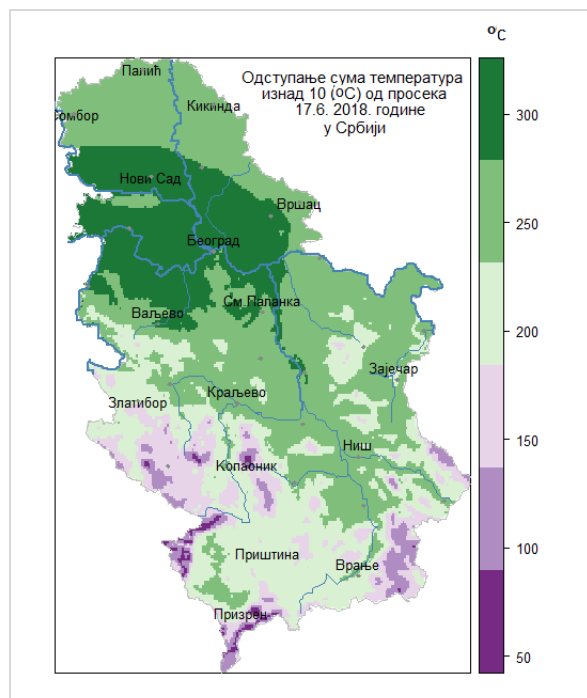 ºC
Одступање сума температура
изнад 10 (ºC) од просека
17.6. 2018. године
у Србији
Палић
Кикинда
Сомбор
Нови Сад
Вршац
Београд
См.Паланка
Ваљево
Зајечар
Краљево
Златибор
Ниш
Копаоник
Приштина
Врање
Призрен
300
250
200
150
100
50